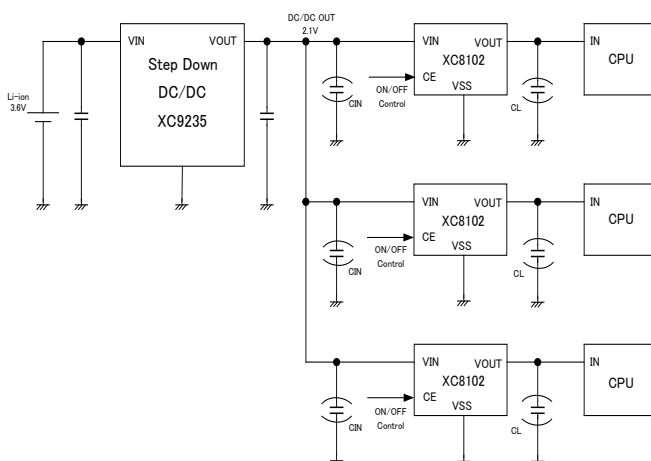 DC/DC OUT
2.1V
VIN
VOUT
Step Down
DC/DC
XC9235
Li-ion
3.6V
VIN
VOUT
XC8102
CE
VSS
ON/OFF
Control
CIN
CL
IN
CPU
VIN
VOUT
XC8102
CE
VSS
ON/OFF
Control
CIN
CL
IN
CPU
VIN
VOUT
XC8102
CE
VSS
ON/OFF
Control
CIN
CL
IN
CPU